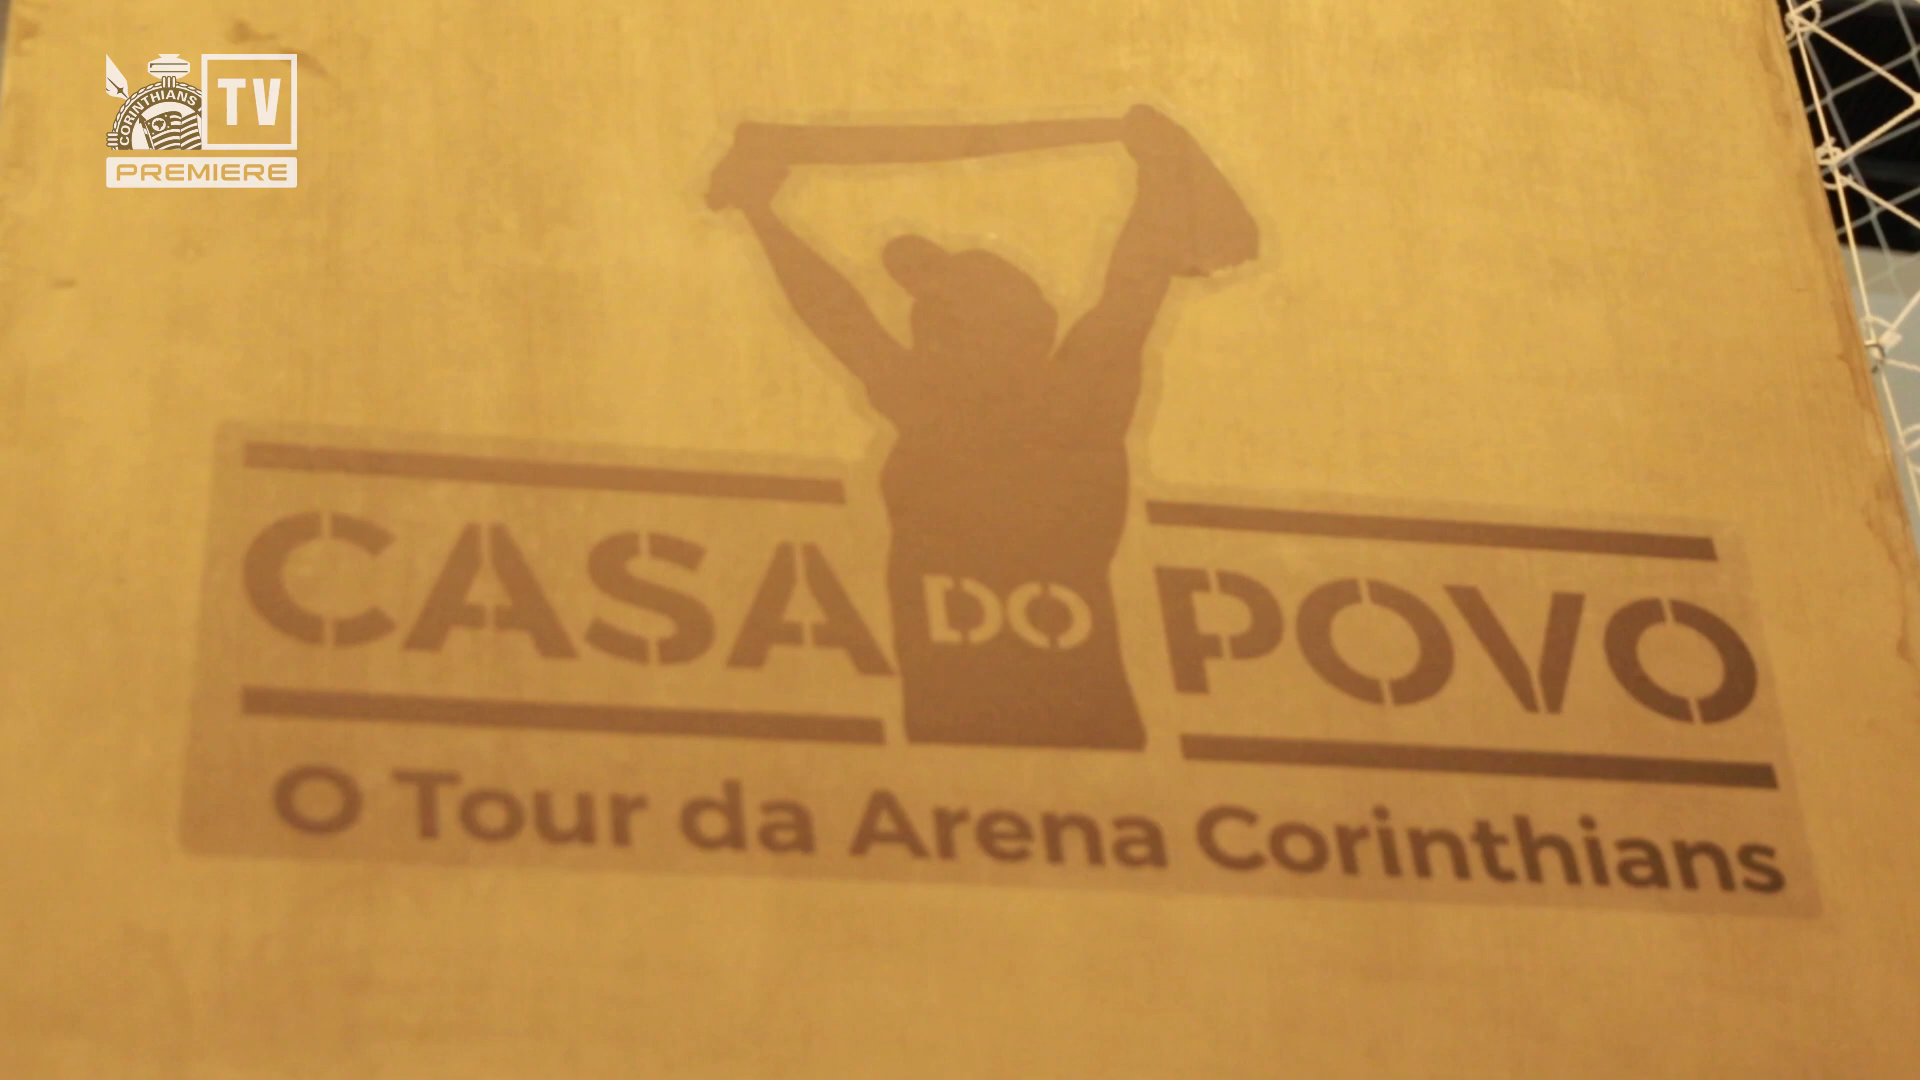 CORINTHIANS
TV
PREMIERE
CASA DO POVO
O Tour da Arena Corinthians